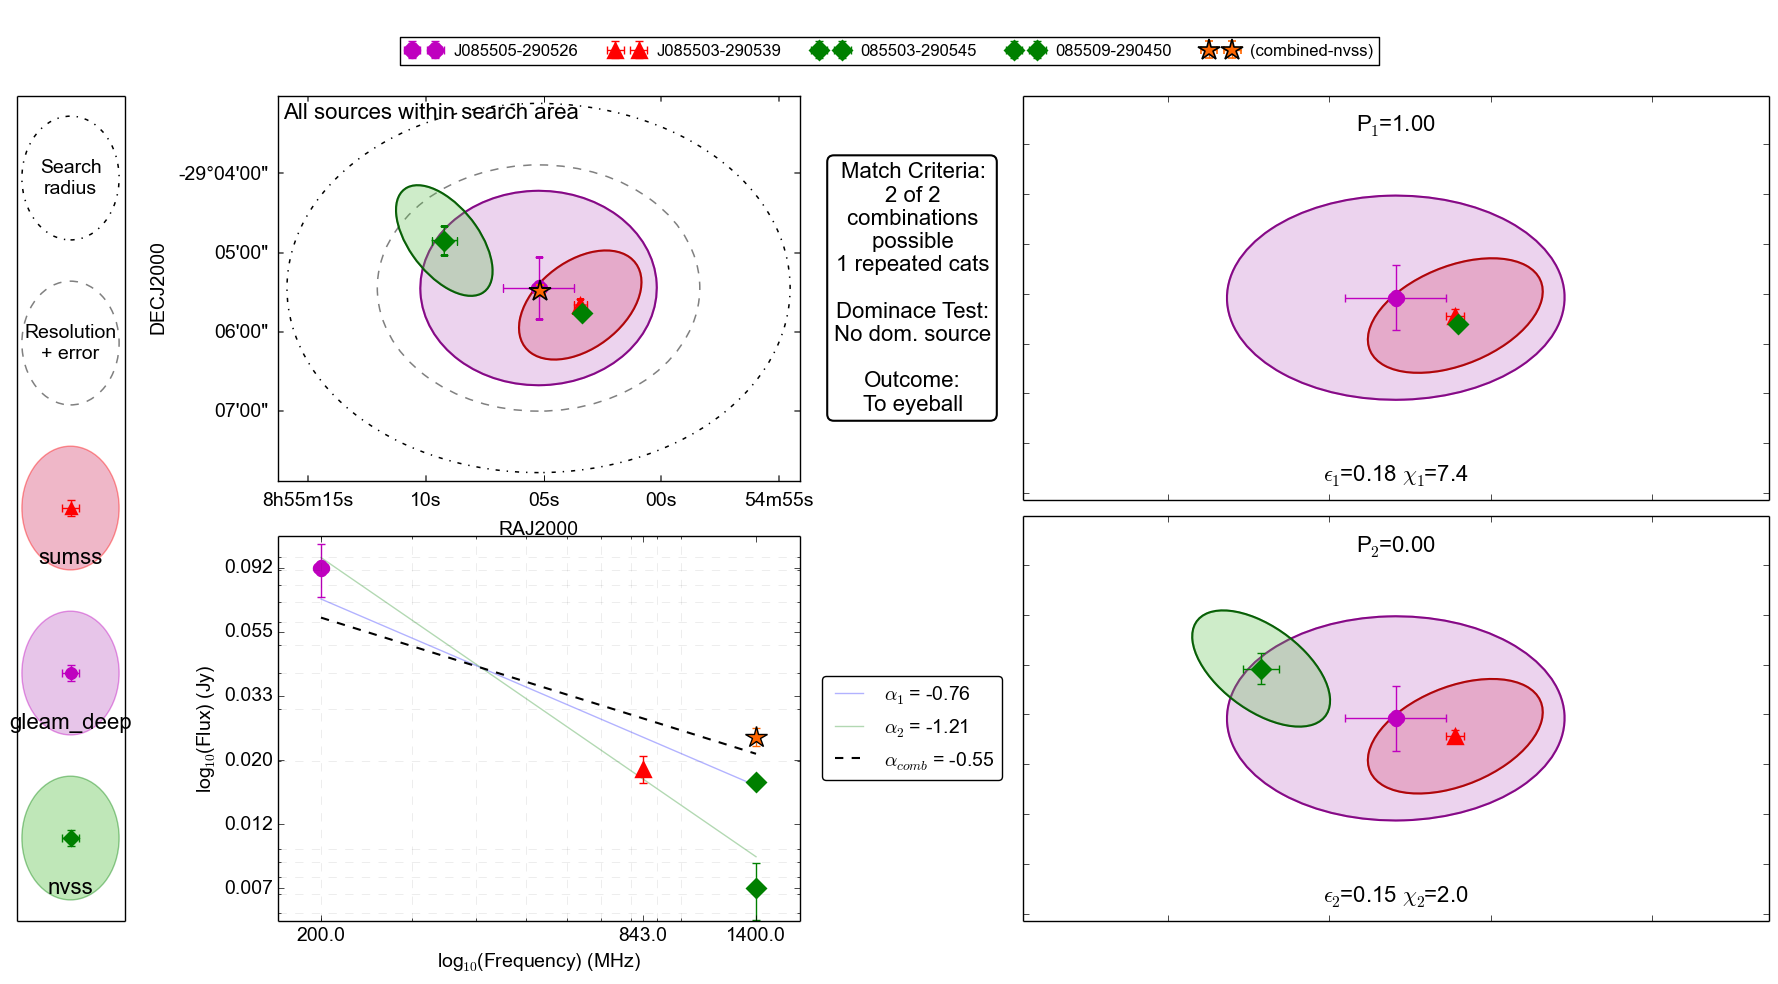 J085505-290526 J085503-290539 085503-290545 085509-290450 (combined-nvss)
Search
radius
Resolution
+ error
sumss
gleam_deep
nvss
All sources within search area
DECJ2000
-29°04'00"
05'00"
06'00"
07'00"
8h55m15s 10s 05s 00s 54m55s
RAJ2000
Match Criteria:
2 of 2
combinations
possible
1 repeated cats
Dominace Test:
No dom. source
Outcome:
To eyeball
P1=1.00
ϵ1=0.18 χ1=7.4
log10(Flux) (Jy)
0.092
0.055
0.033
0.020
0.012
0.007
200.0 843.0 1400.0
log10(Frequency) (MHz)
α1 = -0.76
α2 = -1.21
αcomb = -0.55
P2=0.00
ϵ2=0.15 χ2=2.0